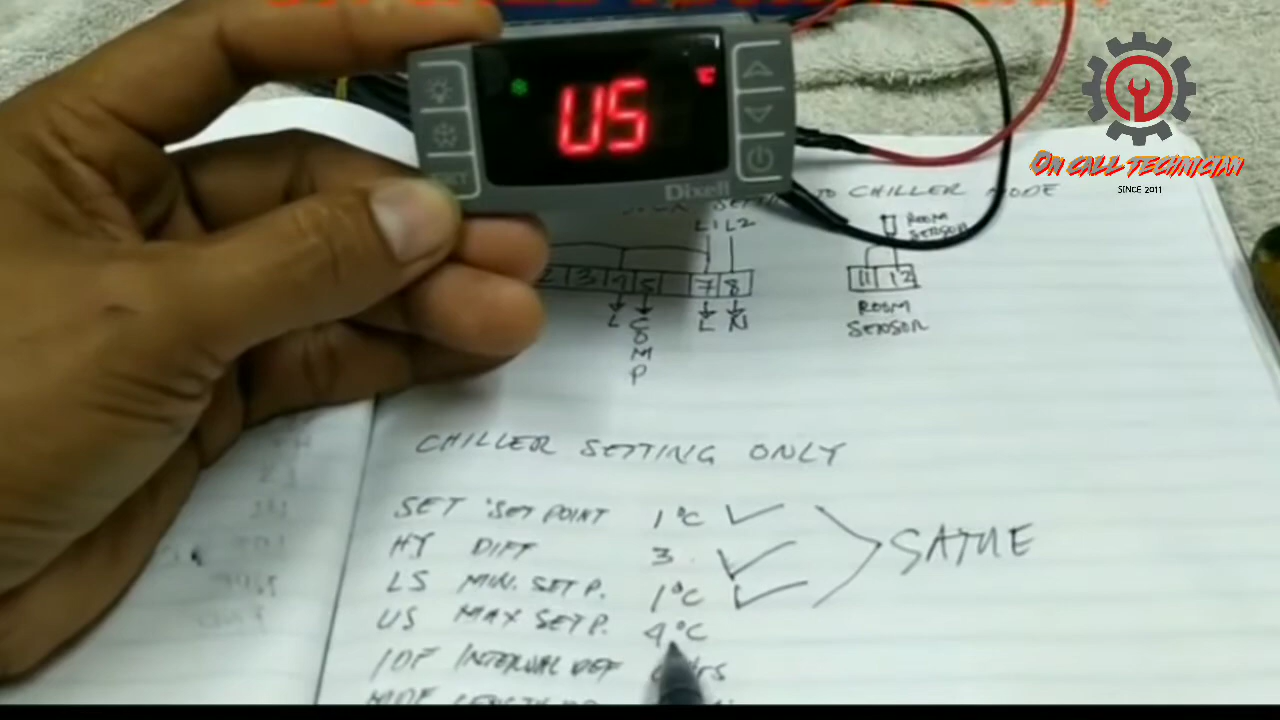 US
°C
SET
Dixell
ON CALL TECHNICIAN
SINCE 2011
TO CHILLER MODE
L1 L2
ROOM
SENSOR
2 3 4 5 7 8
11 12
L
COMP
L N
ROOM
SENSOR
CHILLER SETTING ONLY
SET 'SET POINT 1°C
HY DIFF 3
LS MIN. SET P. 1°C
SATUE
US MAX SET P. 4°C
IDF INTERVAL DEF